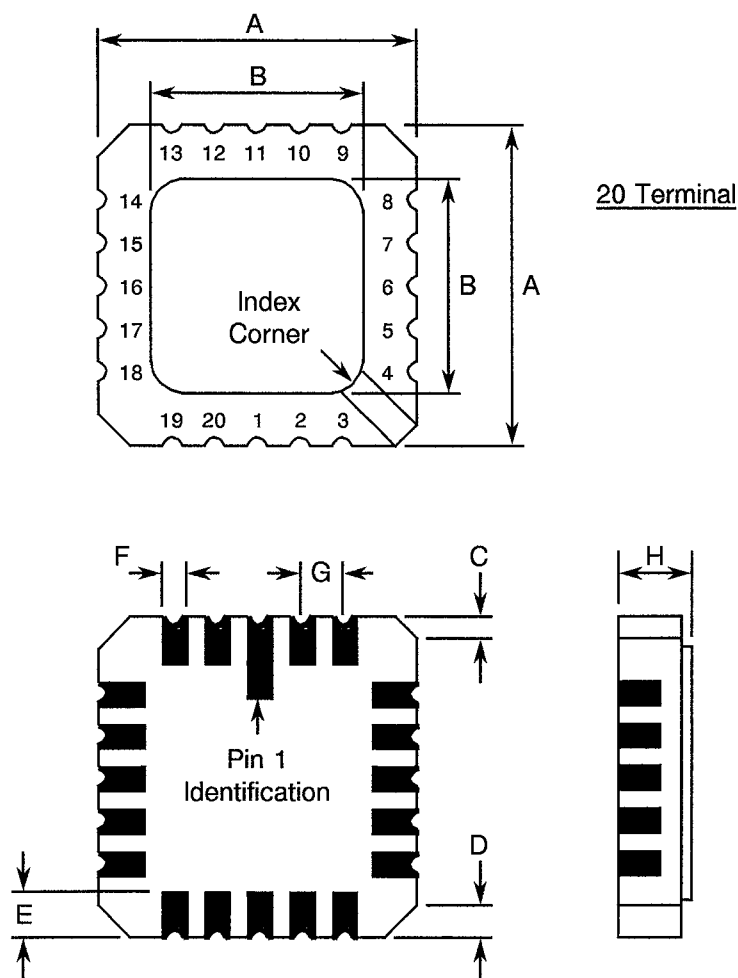 A
B
13 12 11 10 9
14
15
16
17
18
8
7
6
5
4
Index
Corner
B
A
19 20 1 2 3
20 Terminal
F
G
C
H
Pin 1
Identification
D
E